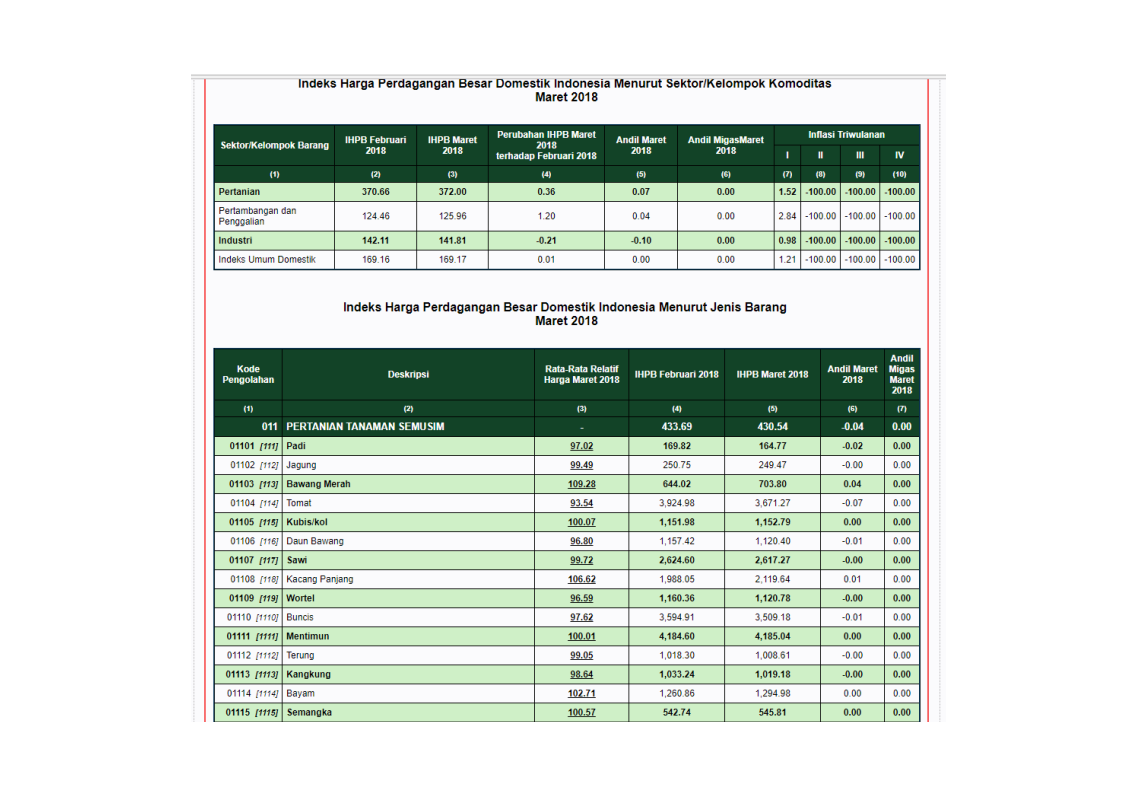 Indeks Harga Perdagangan Besar Domestik Indonesia Menurut Sektor/Kelompok Komoditas
Maret 2018
Sektor/Kelompok Barang IHPB Februari 2018 IHPB Maret 2018 Perubahan IHPB Maret 2018 terhadap Februari 2018 Andil Maret 2018 Andil MigasMaret 2018 Inflasi Triwulanan
I II III IV
(1) (2) (3) (4) (5) (6) (7) (8) (9) (10)
Pertanian 370.66 372.00 0.36 0.07 0.00 1.52 -100.00 -100.00 -100.00
Pertambangan dan Penggalian 124.46 125.96 1.20 0.04 0.00 2.84 -100.00 -100.00 -100.00
Industri 142.11 141.81 -0.21 -0.10 0.00 0.98 -100.00 -100.00 -100.00
Indeks Umum Domestik 169.16 169.17 0.01 0.00 0.00 1.21 -100.00 -100.00 -100.00
Indeks Harga Perdagangan Besar Domestik Indonesia Menurut Jenis Barang
Maret 2018
Kode Pengolahan Deskripsi Rata-Rata Relatif Harga Maret 2018 IHPB Februari 2018 IHPB Maret 2018 Andil Maret 2018 Andil Migas Maret 2018
(1) (2) (3) (4) (5) (6) (7)
011 PERTANIAN TANAMAN SEMUSIM - 433.69 430.54 -0.04 0.00
01101 [111] Padi 97.02 169.82 164.77 -0.02 0.00
01102 [112] Jagung 99.49 250.75 249.47 -0.00 0.00
01103 [113] Bawang Merah 109.28 644.02 703.80 0.04 0.00
01104 [114] Tomat 93.54 3,924.98 3,671.27 -0.07 0.00
01105 [115] Kubis/kol 100.07 1,151.98 1,152.79 0.00 0.00
01106 [116] Daun Bawang 96.80 1,157.42 1,120.40 -0.01 0.00
01107 [117] Sawi 99.72 2,624.60 2,617.27 -0.00 0.00
01108 [118] Kacang Panjang 106.62 1,988.05 2,119.64 0.01 0.00
01109 [119] Wortel 96.59 1,160.36 1,120.78 -0.00 0.00
01110 [1110] Buncis 97.62 3,594.91 3,509.18 -0.01 0.00
01111 [1111] Mentimun 100.01 4,184.60 4,185.04 0.00 0.00
01112 [1112] Terung 99.05 1,018.30 1,008.61 -0.00 0.00
01113 [1113] Kangkung 98.64 1,033.24 1,019.18 -0.00 0.00
01114 [1114] Bayam 102.71 1,260.86 1,294.98 0.00 0.00
01115 [1115] Semangka 100.57 542.74 545.81 0.00 0.00